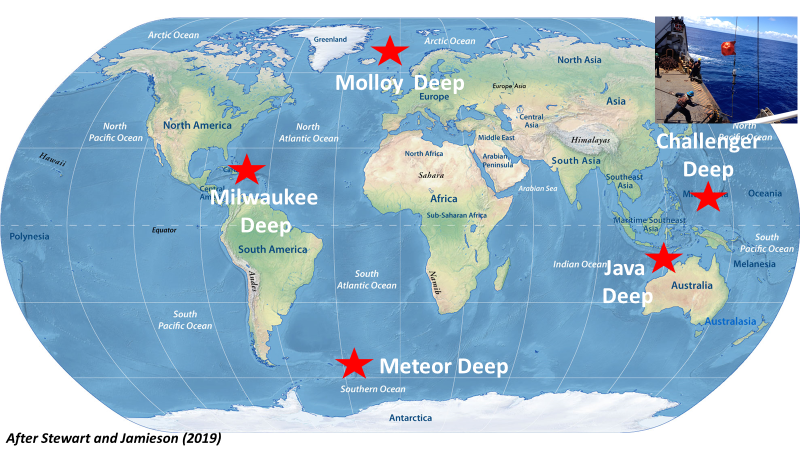 Arctic Ocean
Greenland
Arctic Ocean
North Asia
Molloy Deep
Europe
Europe Asia
Asia
Central
Asia
North
Pacific Ocean
North America
North
Atlantic Ocean
Middle East
Himalayas
North
Pacific Ocean
Challenger
Deep
Hawaii
North Africa
Arabian
Peninsula
South Asia
Sahara
Southeast
Asia
Central
Milwaukee
Deep
Africa
Arabian Sea
Oceania
Sub-Saharan Africa
Maritime Southeast
Asia
Polynesia
Equator
South
Pacific Ocean
South America
Indian Ocean
Java
Deep
Melanesia
South
Atlantic Ocean
Andes
Namib
Australia
South
Pacific Ocean
Australasia
Meteor Deep
Southern Ocean
Antarctica
After Stewart and Jamieson (2019)